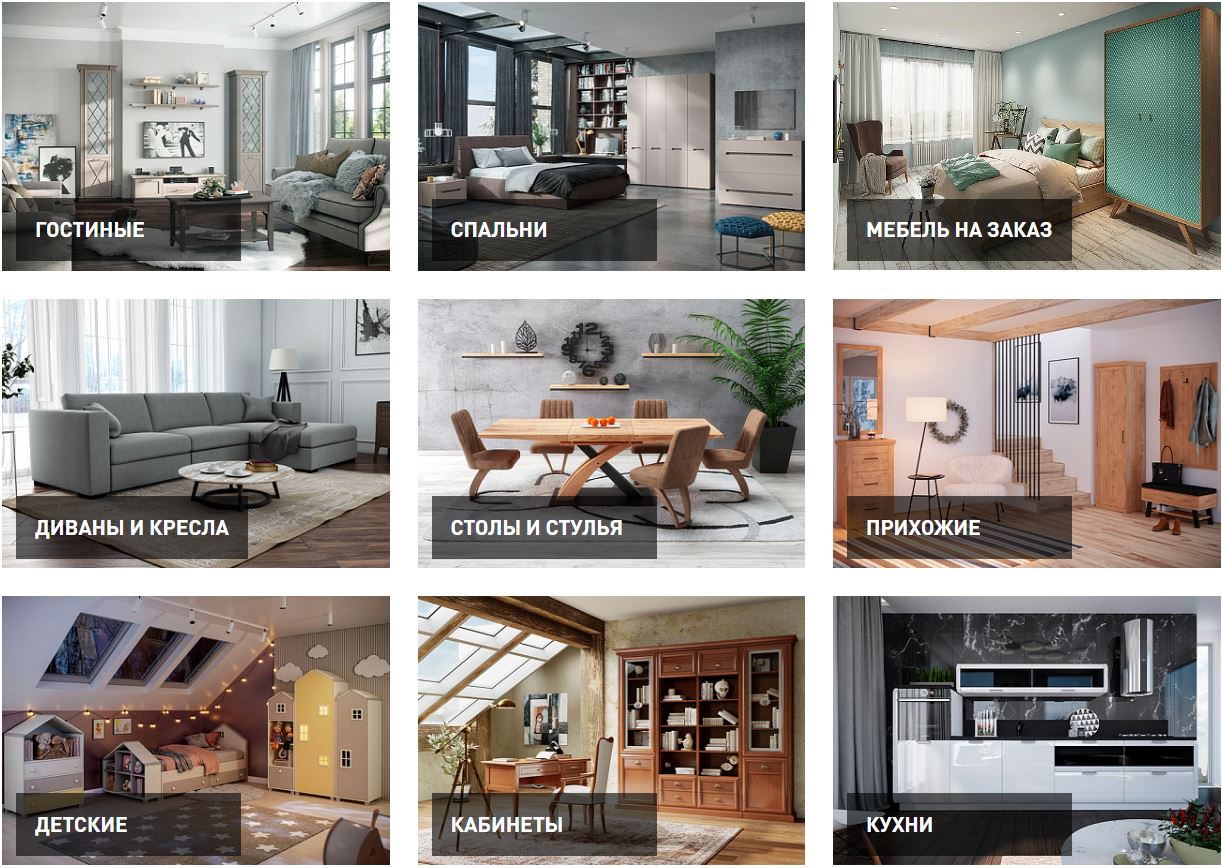 ГОСТИНЫЕ
СПАЛЬНИ
МЕБЕЛЬ НА ЗАКАЗ
ДИВАНЫ И КРЕСЛА
СТОЛЫ И СТУЛЬЯ
ПРИХОЖИЕ
ДЕТСКИЕ
КАБИНЕТЫ
КУХНИ